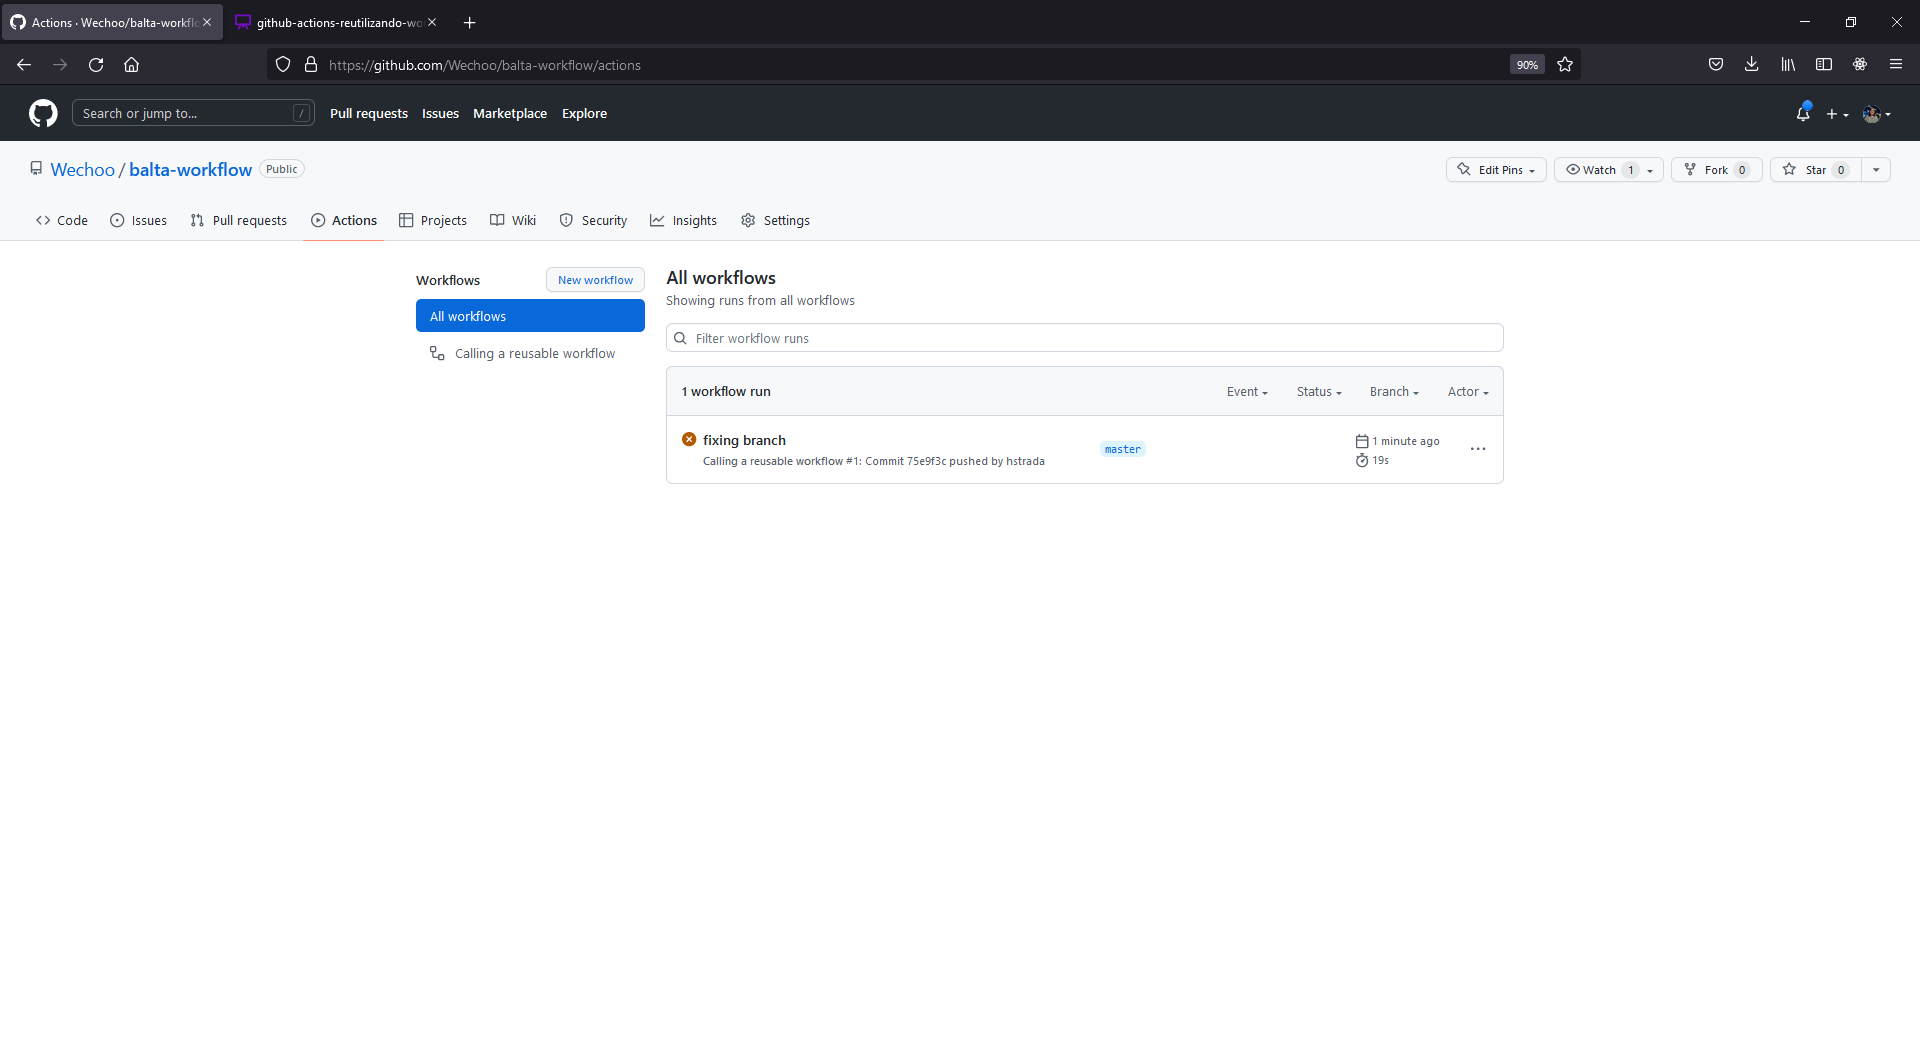 Actions · Wechoo/balta-workflo
github-actions-reutilizando-wo
https://github.com/Wechoo/balta-workflow/actions
90%
Search or jump to...
/
Pull requests
Issues
Marketplace
Explore
Wechoo / balta-workflow
Public
Edit Pins
Watch 1
Fork 0
Star 0
Code
Issues
Pull requests
Actions
Projects
Wiki
Security
Insights
Settings
Workflows
New workflow
All workflows
Calling a reusable workflow
All workflows
Showing runs from all workflows
Filter workflow runs
1 workflow run
Event
Status
Branch
Actor
fixing branch
Calling a reusable workflow #1: Commit 75e9f3c pushed by hstrada
master
1 minute ago
19s